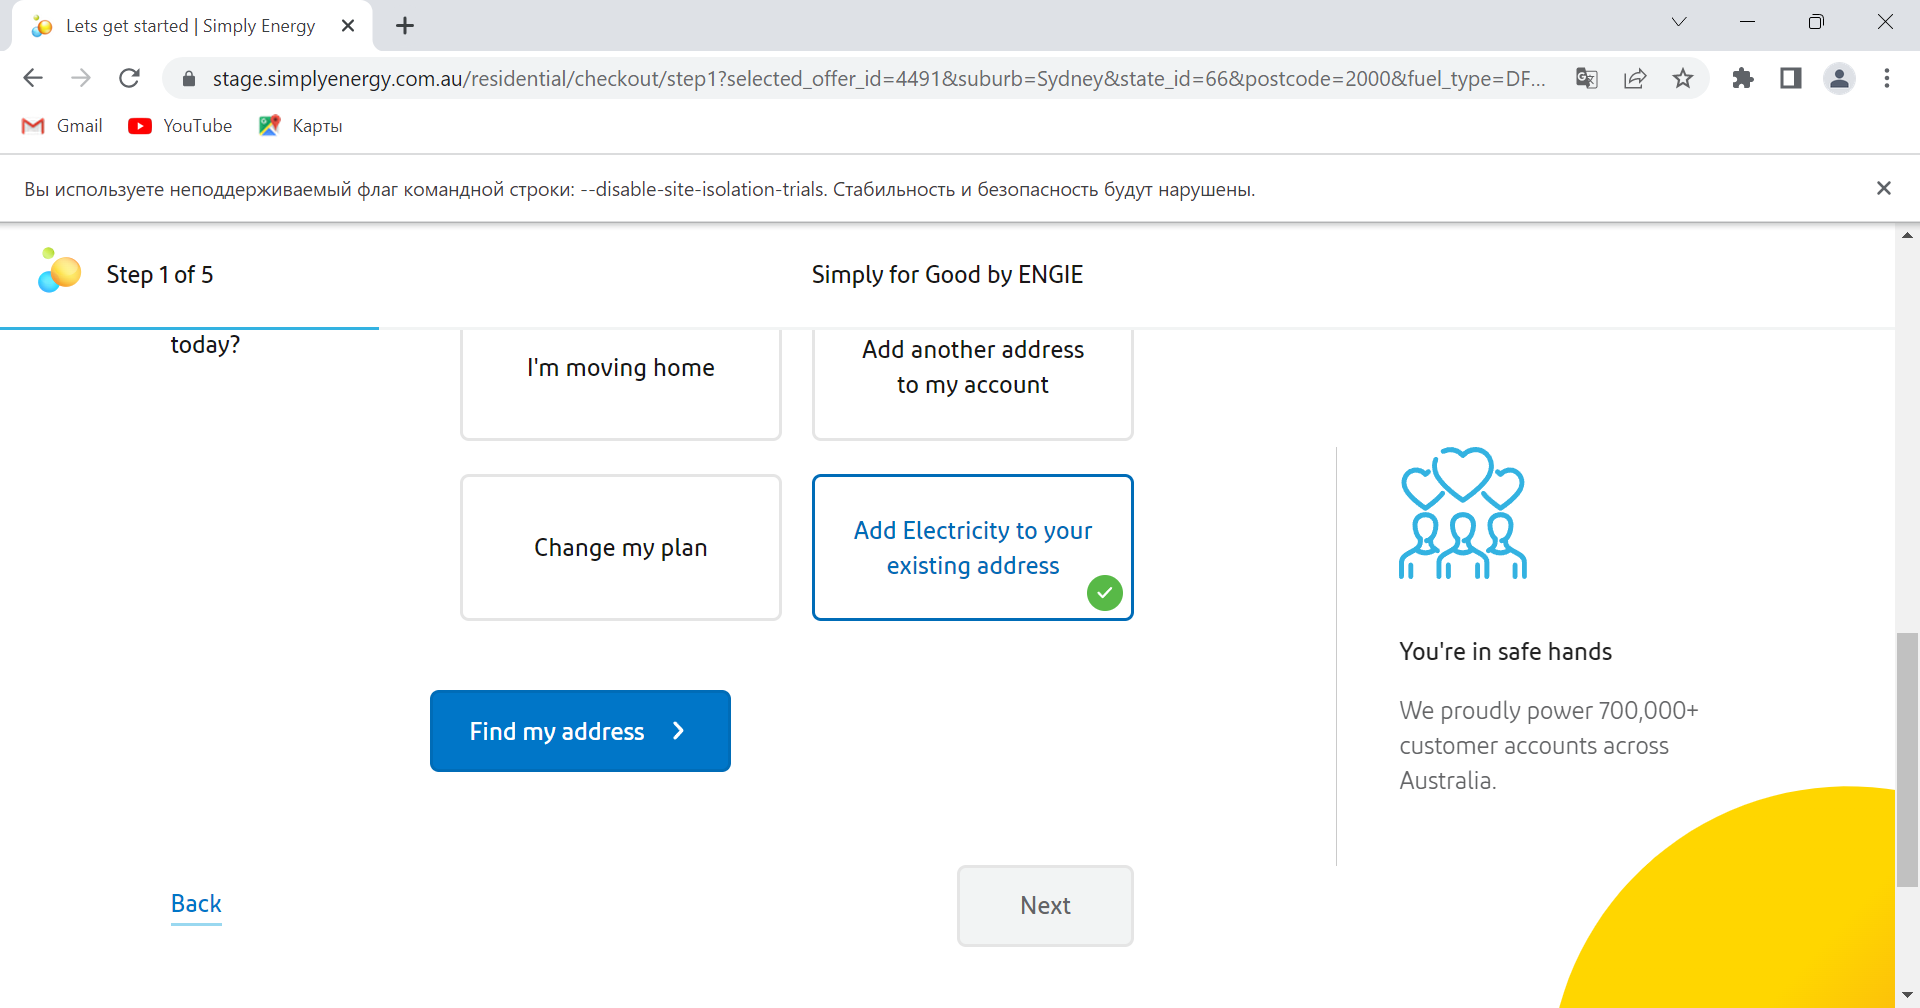 Lets get started | Simply Energy
stage.simplyenergy.com.au/residential/checkout/step1?selected_offer_id=4491&suburb=Sydney&state_id=66&postcode=2000&fuel_type=DF...
Gmail
YouTube
Карты
Вы используете неподдерживаемый флаг командной строки: --disable-site-isolation-trials. Стабильность и безопасность будут нарушены.
Step 1 of 5
Simply for Good by ENGIE
today?
I'm moving home
Add another address
to my account
Change my plan
Add Electricity to your
existing address
Find my address
You're in safe hands
We proudly power 700,000+
customer accounts across
Australia.
Back
Next